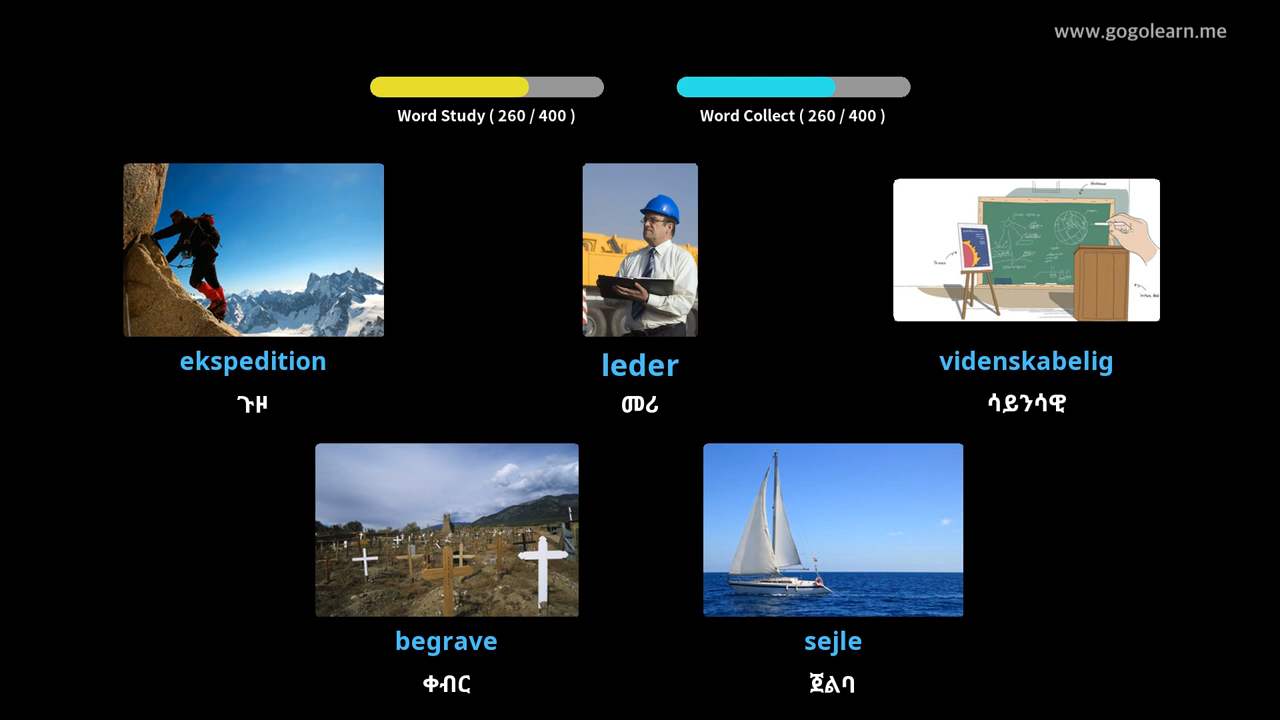 www.gogolearn.me
Word Study ( 260 / 400 )
Word Collect ( 260 / 400 )
ekspedition
ጉዞ
leder
መሪ
videnskabelig
ሳይንሳዊ
begrave
ቀብር
sejle
ጀልባ